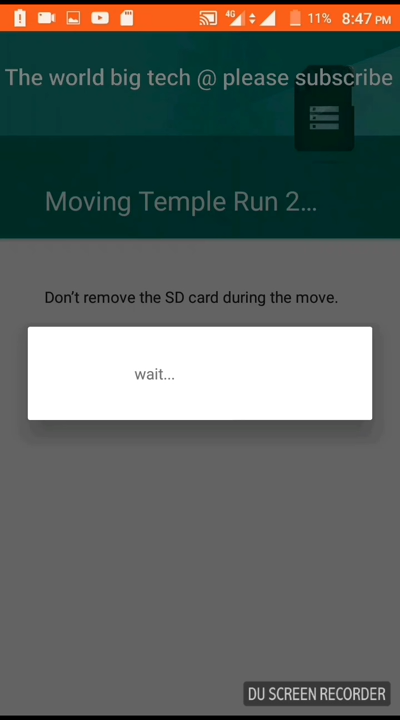 4G 11% 8:47 PM
The world big tech @ please subscribe
Moving Temple Run 2...
Don't remove the SD card during the move.
wait...
DU SCREEN RECORDER